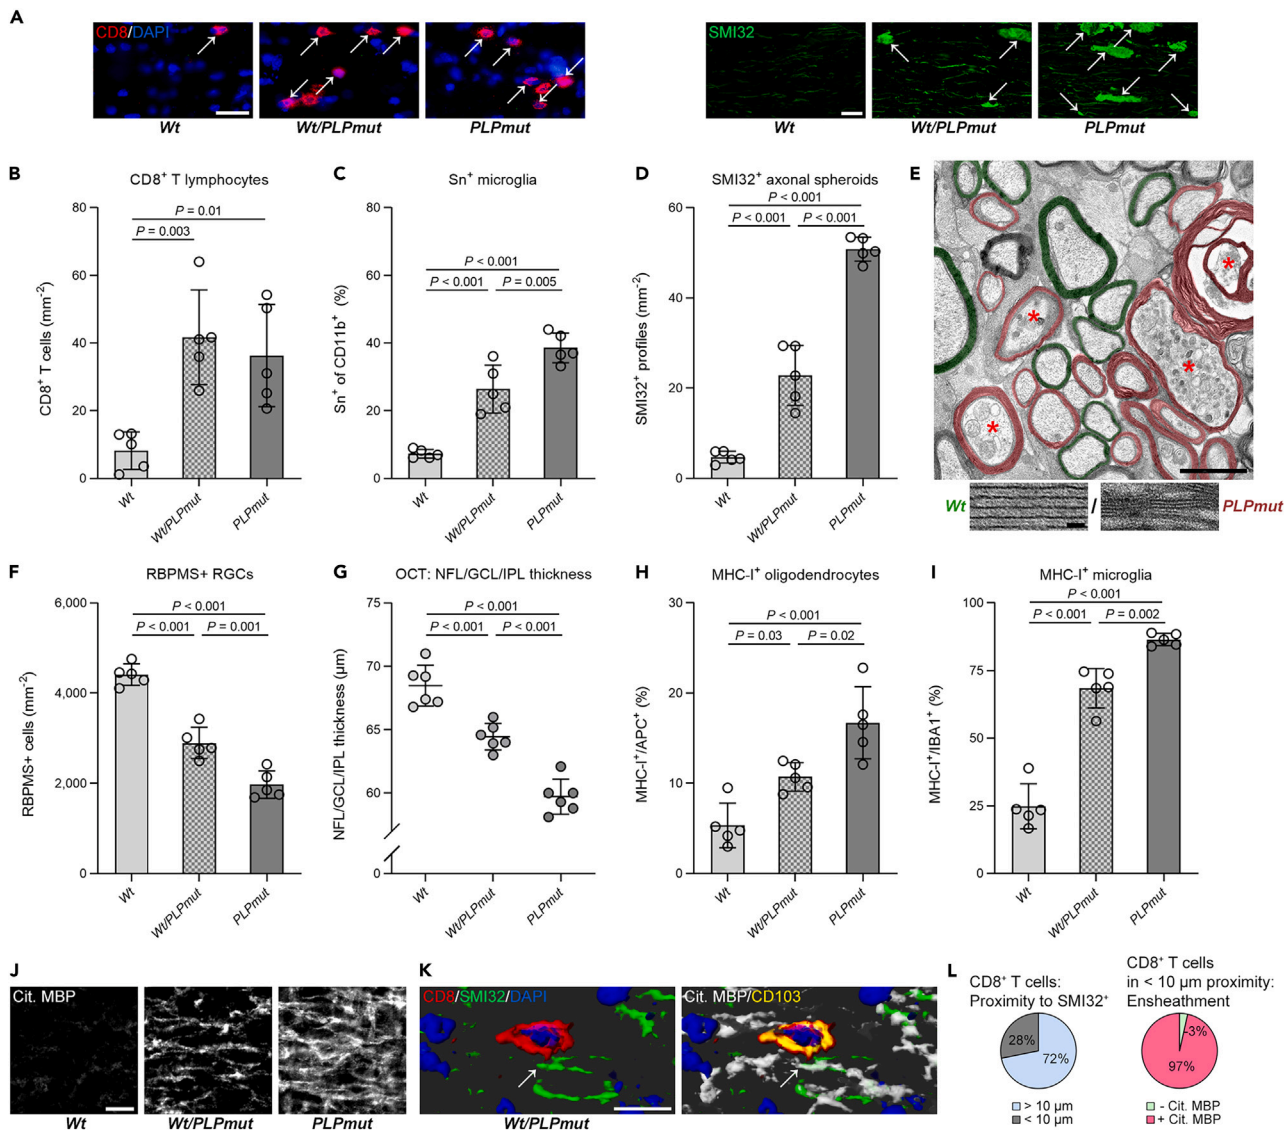 A
CD8/DAPI
SMI32
Wt
Wt/PLPmut
PLPmut
Wt
Wt/PLPmut
PLPmut
B
CD8⁺ T lymphocytes
CD8⁺ T cells (mm⁻²)
80
60
40
20
0
P = 0.01
P = 0.003
Wt
Wt/PLPmut
PLPmut
C
Sn⁺ microglia
Sn⁺ of CD11b⁺ (%)
80
60
40
20
0
P < 0.001
P < 0.001
P = 0.005
Wt
Wt/PLPmut
PLPmut
D
SMI32⁺ axonal spheroids
SMI32⁺ profiles (mm⁻²)
60
40
20
0
P < 0.001
P < 0.001
P < 0.001
Wt
Wt/PLPmut
PLPmut
E
*
*
*
*
Wt / PLPmut
F
RBPMS+ RGCs
RBPMS+ cells (mm⁻²)
6,000
4,000
2,000
0
P < 0.001
P < 0.001
P = 0.001
Wt
Wt/PLPmut
PLPmut
G
OCT: NFL/GCL/IPL thickness
NFL/GCL/IPL thickness (µm)
75
70
65
60
0
P < 0.001
P < 0.001
P < 0.001
Wt
Wt/PLPmut
PLPmut
H
MHC-I⁺ oligodendrocytes
MHC-I⁺/APC⁺ (%)
30
20
10
0
P < 0.001
P = 0.03
P = 0.02
Wt
Wt/PLPmut
PLPmut
I
MHC-I⁺ microglia
MHC-I⁺/IBA1⁺ (%)
100
75
50
25
0
P < 0.001
P < 0.001
P = 0.002
Wt
Wt/PLPmut
PLPmut
J
Cit. MBP
Wt
Wt/PLPmut
PLPmut
K
CD8/SMI32/DAPI
Cit. MBP/CD103
Wt/PLPmut
L
CD8⁺ T cells:
Proximity to SMI32⁺
28%
72%
> 10 µm
< 10 µm
CD8⁺ T cells
in < 10 µm proximity:
Ensheathment
3%
97%
- Cit. MBP
+ Cit. MBP